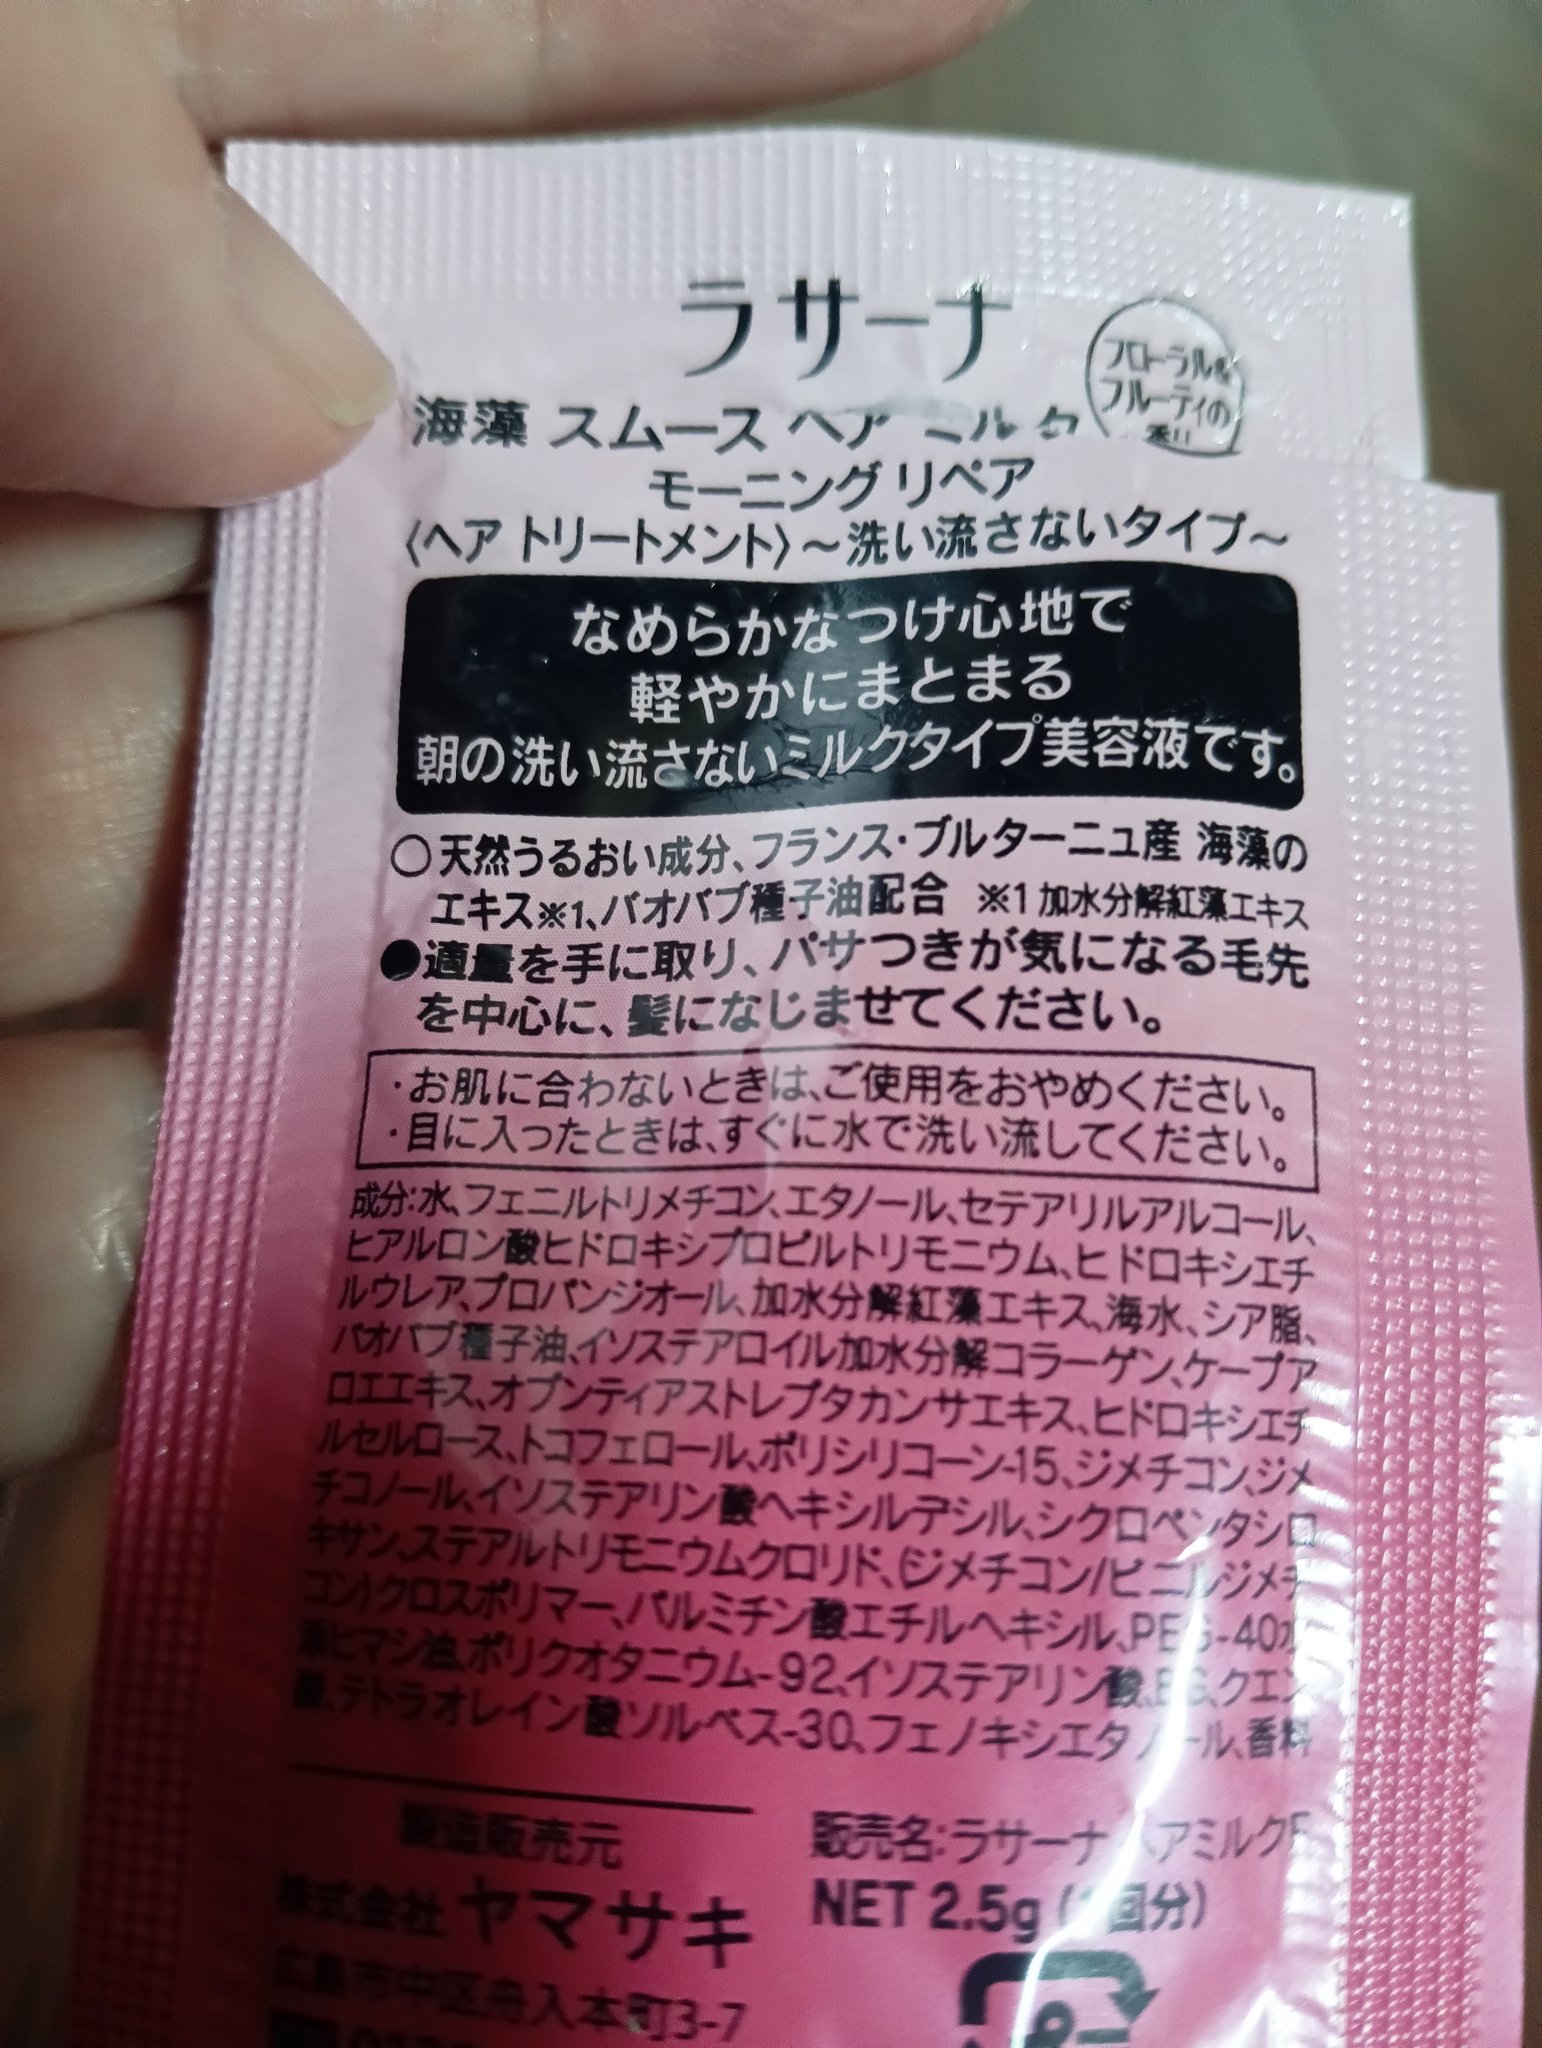 ラサーナ
フローラル&
フルーティの
香り
海藻 スムース ヘア ミルク
モーニング リペア
〈ヘア トリートメント〉～洗い流さないタイプ～
なめらかなつけ心地で
軽やかにまとまる
朝の洗い流さないミルクタイプ美容液です。
○天然うるおい成分、フランス・ブルターニュ産 海藻の
エキス※1、バオバブ種子油配合 ※1 加水分解紅藻エキス
●適量を手に取り、パサつきが気になる毛先
を中心に、髪になじませてください。
・お肌に合わないときは、ご使用をおやめください。
・目に入ったときは、すぐに水で洗い流してください。
成分:水、フェニルトリメチコン、エタノール、セテアリルアルコール、
ヒアルロン酸ヒドロキシプロピルトリモニウム、ヒドロキシエチ
ルウレア、プロパンジオール、加水分解紅藻エキス、海水、シア脂、
バオバブ種子油、イソステアロイル加水分解コラーゲン、ケープア
ロエエキス、オプンティアストレプタカンサエキス、ヒドロキシエチ
ルセルロース、トコフェロール、ポリシリコーン-15、ジメチコン、ジメ
チコノール、イソステアリン酸ヘキシルデシル、シクロペンタシロ
キサン、ステアルトリモニウムクロリド、(ジメチコン/ビニルジメチ
コン)クロスポリマー、パルミチン酸エチルヘキシル、PEG-40水
添ヒマシ油、ポリクオタニウム-92、イソステアリン酸、BG、クエン
酸、テトラオレイン酸ソルベス-30、フェノキシエタノール、香料
製造販売元
株式会社 ヤマサキ
広島市中区舟入本町3-7
販売名:ラサーナ ヘアミルク
NET 2.5g (1回分)